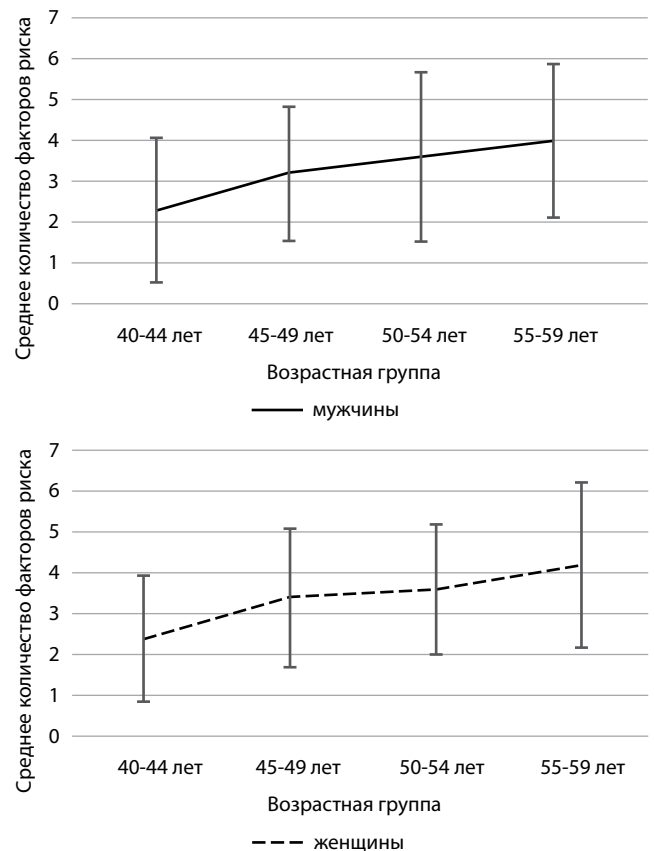 Среднее количество факторов риска
7
6
5
4
3
2
1
0
40-44 лет 45-49 лет 50-54 лет 55-59 лет
Возрастная группа
мужчины
Среднее количество факторов риска
7
6
5
4
3
2
1
0
40-44 лет 45-49 лет 50-54 лет 55-59 лет
Возрастная группа
женщины